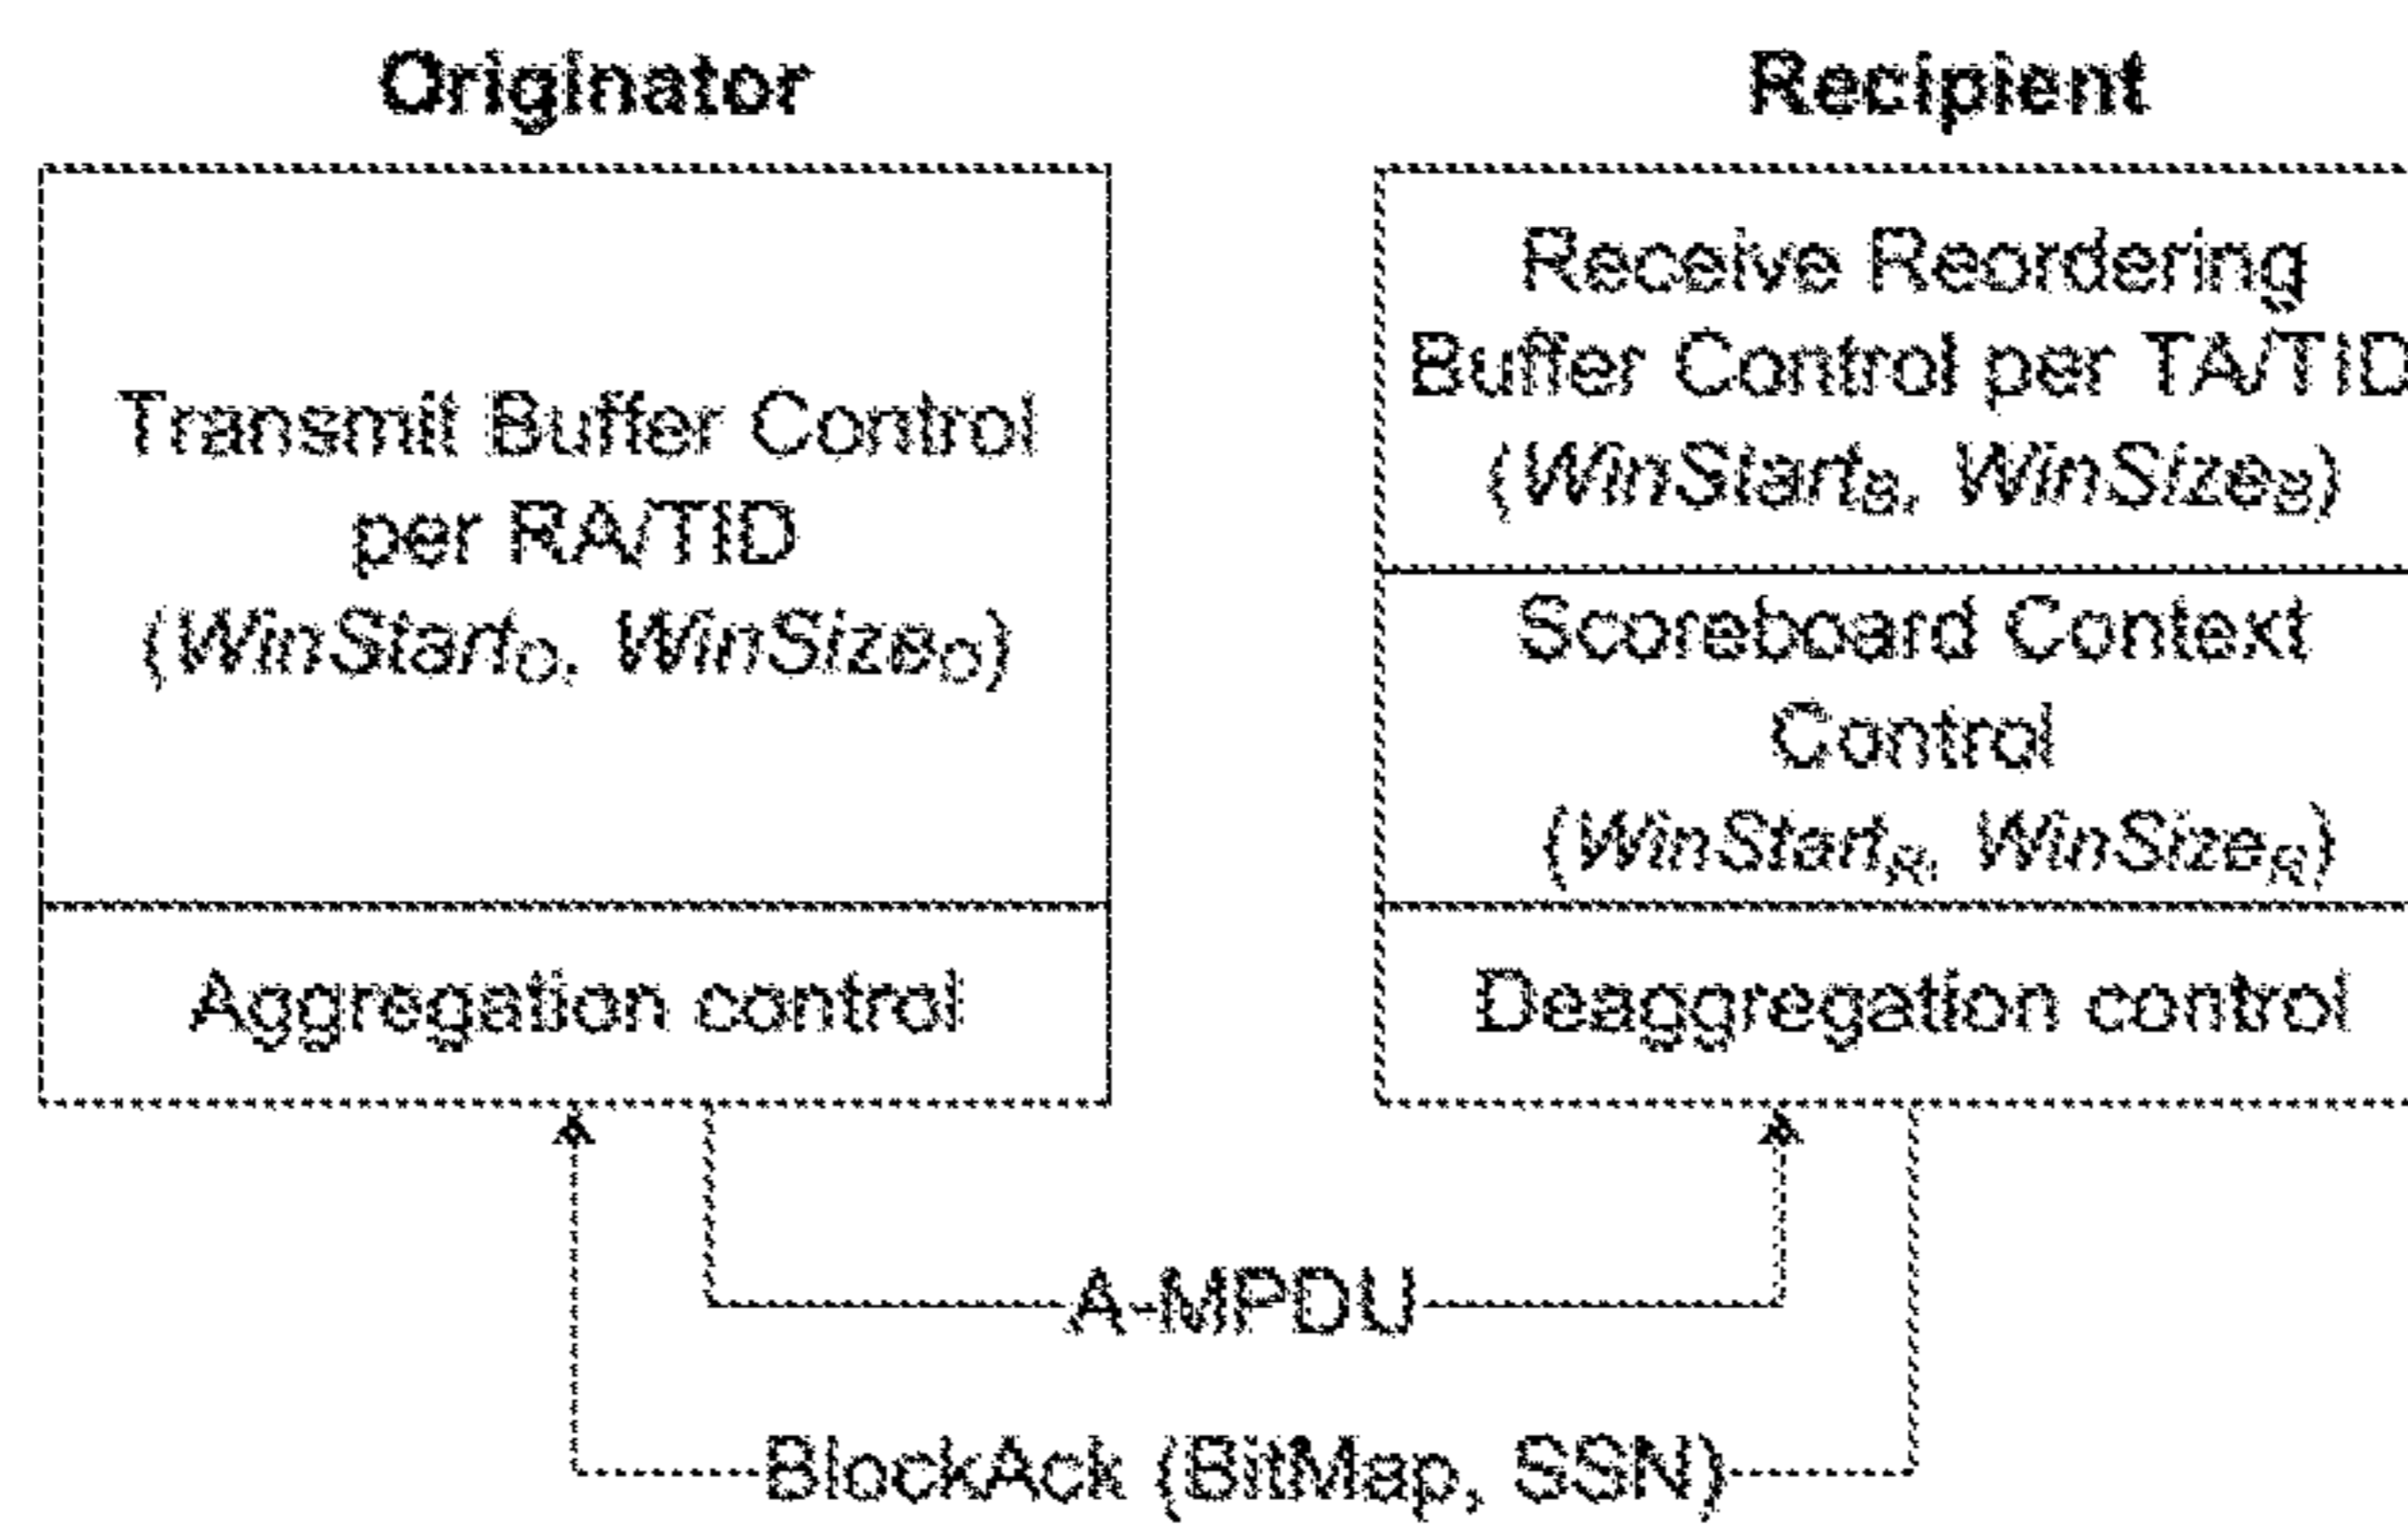 Originator
Transmit Buffer Control
per RA/TID
(WinStartO, WinSizeO)
Aggregation control
Recipient
Receive Reordering
Buffer Control per TA/TID
(WinStartB, WinSizeB)
Scoreboard Context
Control
(WinStartR, WinSizeR)
Deaggregation control
A-MPDU
BlockAck (BitMap, SSN)